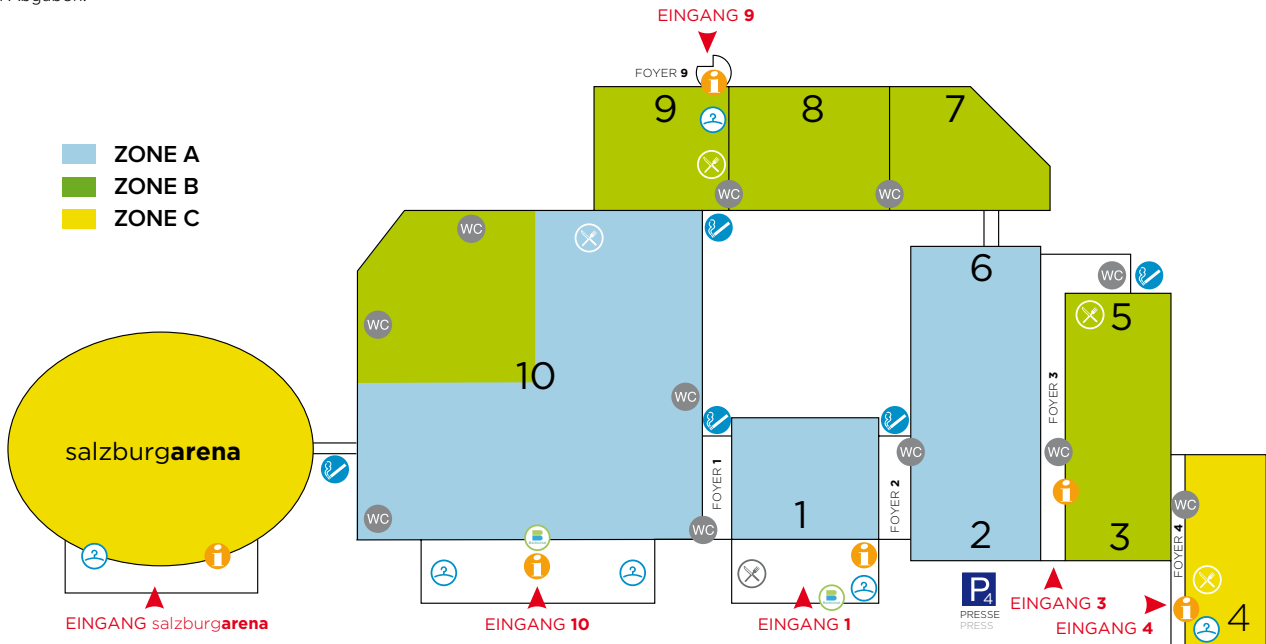 n Abgaben.
EINGANG 9
FOYER 9
9
8
7
ZONE A
ZONE B
ZONE C
WC
WC
WC
6
WC
5
WC
10
FOYER 3
WC
salzburgarena
WC
WC
FOYER 1
FOYER 2
WC
WC
WC
1
2
3
FOYER 4
4
P4
PRESSE
PRESS
EINGANG 3
EINGANG 4
EINGANG salzburgarena
EINGANG 10
EINGANG 1